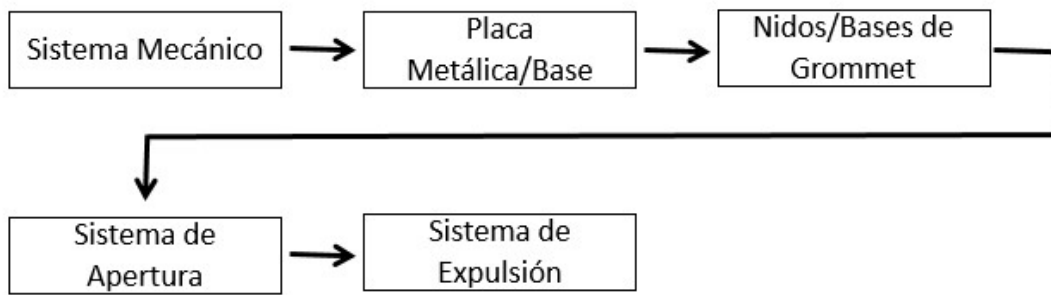 Sistema Mecánico
Placa
Metálica/Base
Nidos/Bases de
Grommet
Sistema de
Apertura
Sistema de
Expulsión